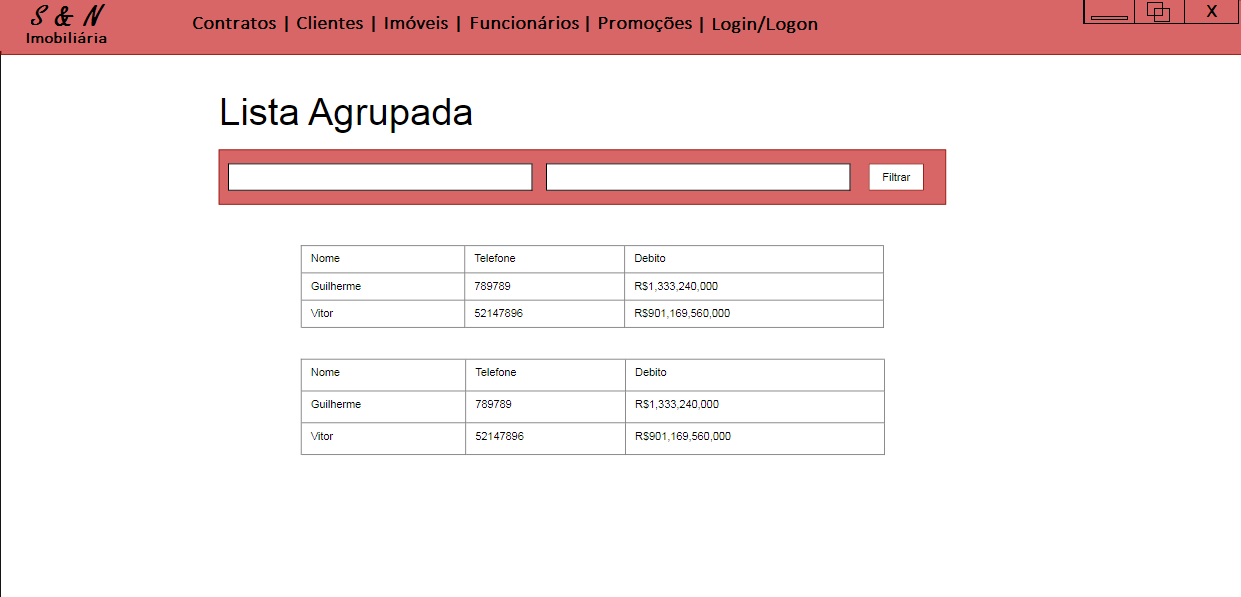 S & N
Imobiliária
Contratos | Clientes | Imóveis | Funcionários | Promoções | Login/Logon
X
Lista Agrupada
Filtrar
Nome Telefone Debito
Guilherme 789789 R$1,333,240,000
Vitor 52147896 R$901,169,560,000
Nome Telefone Debito
Guilherme 789789 R$1,333,240,000
Vitor 52147896 R$901,169,560,000